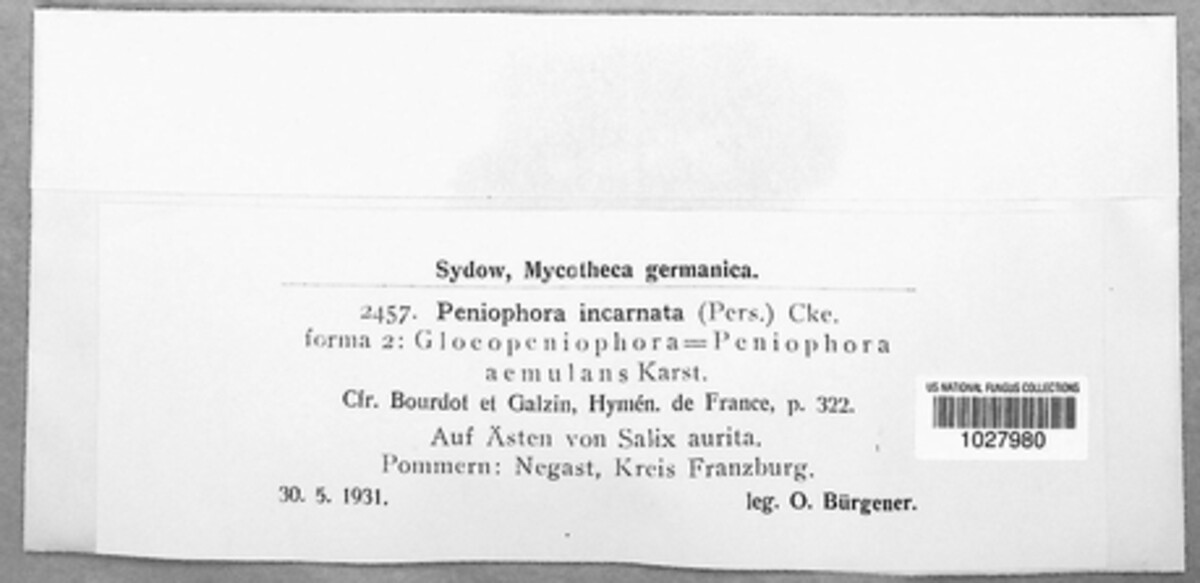 Sydow, Mycotheca germanica.
2457. Peniophora incarnata (Pers.) Cke.
forma 2: Gloeopeniophora=Peniophora
aemulans Karst.
Cfr. Bourdot et Galzin, Hymén. de France, p. 322.
Auf Ästen von Salix aurita.
Pommern: Negast, Kreis Franzburg.
30. 5. 1931. leg. O. Bürgener.
US NATIONAL FUNGUS COLLECTIONS
1027980